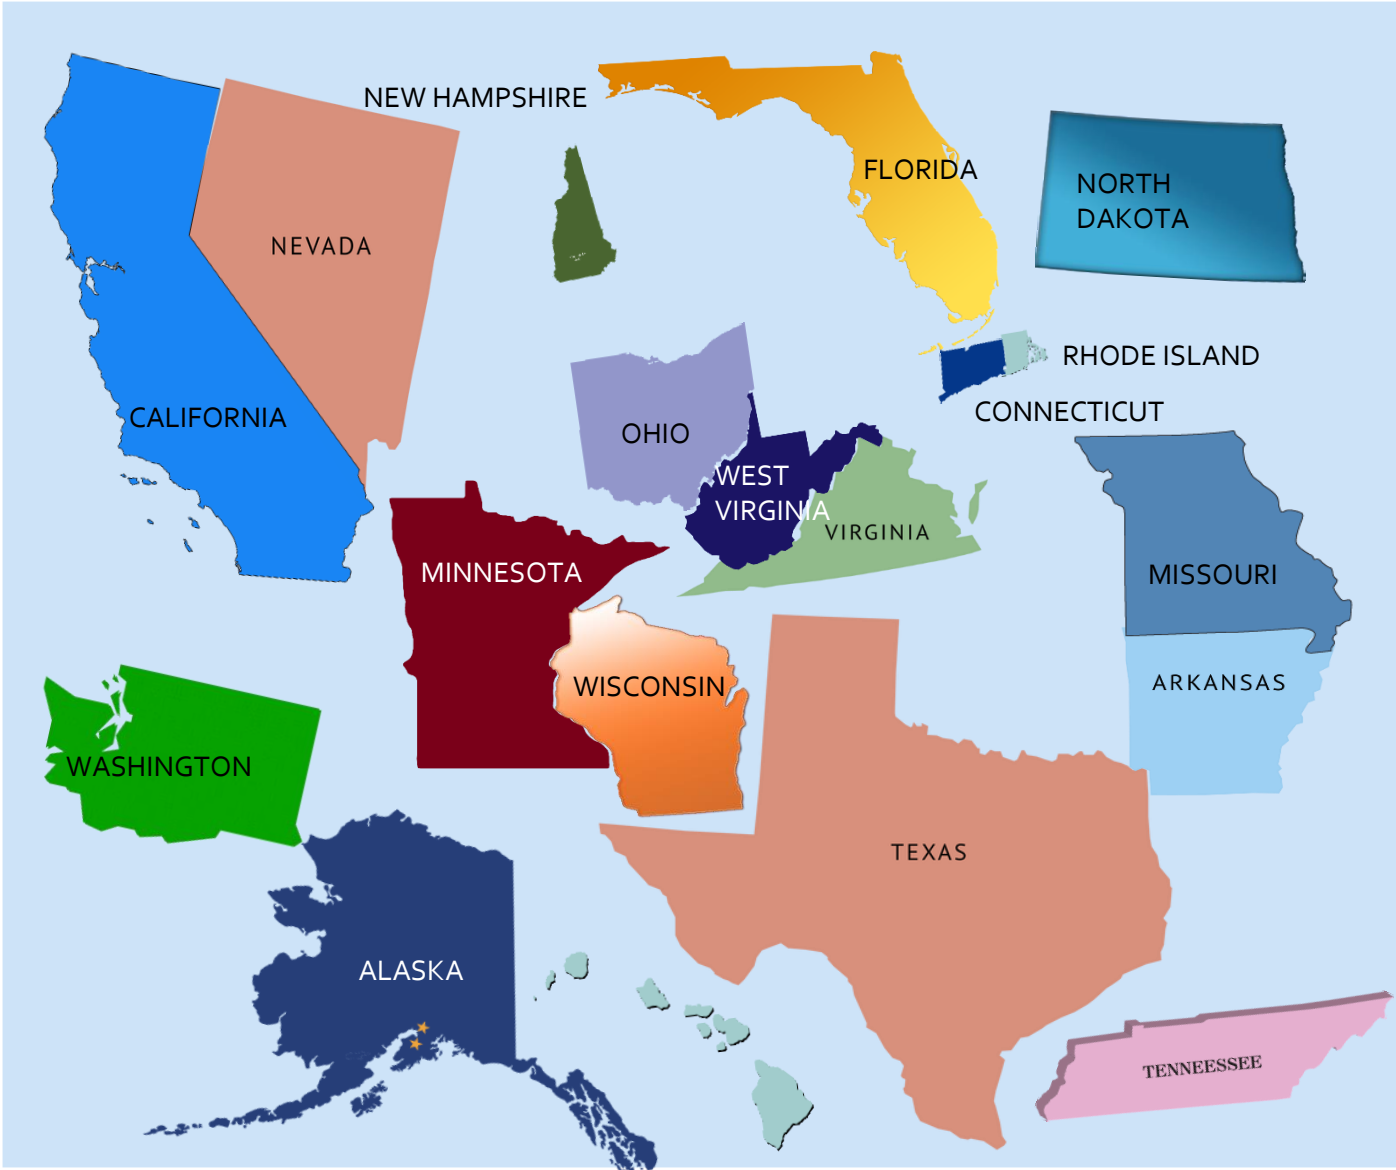 NEW HAMPSHIRE
FLORIDA
NORTH
DAKOTA
NEVADA
RHODE ISLAND
CONNECTICUT
CALIFORNIA
OHIO
WEST
VIRGINIA
VIRGINIA
MINNESOTA
MISSOURI
WISCONSIN
ARKANSAS
WASHINGTON
TEXAS
ALASKA
TENNEESSEE